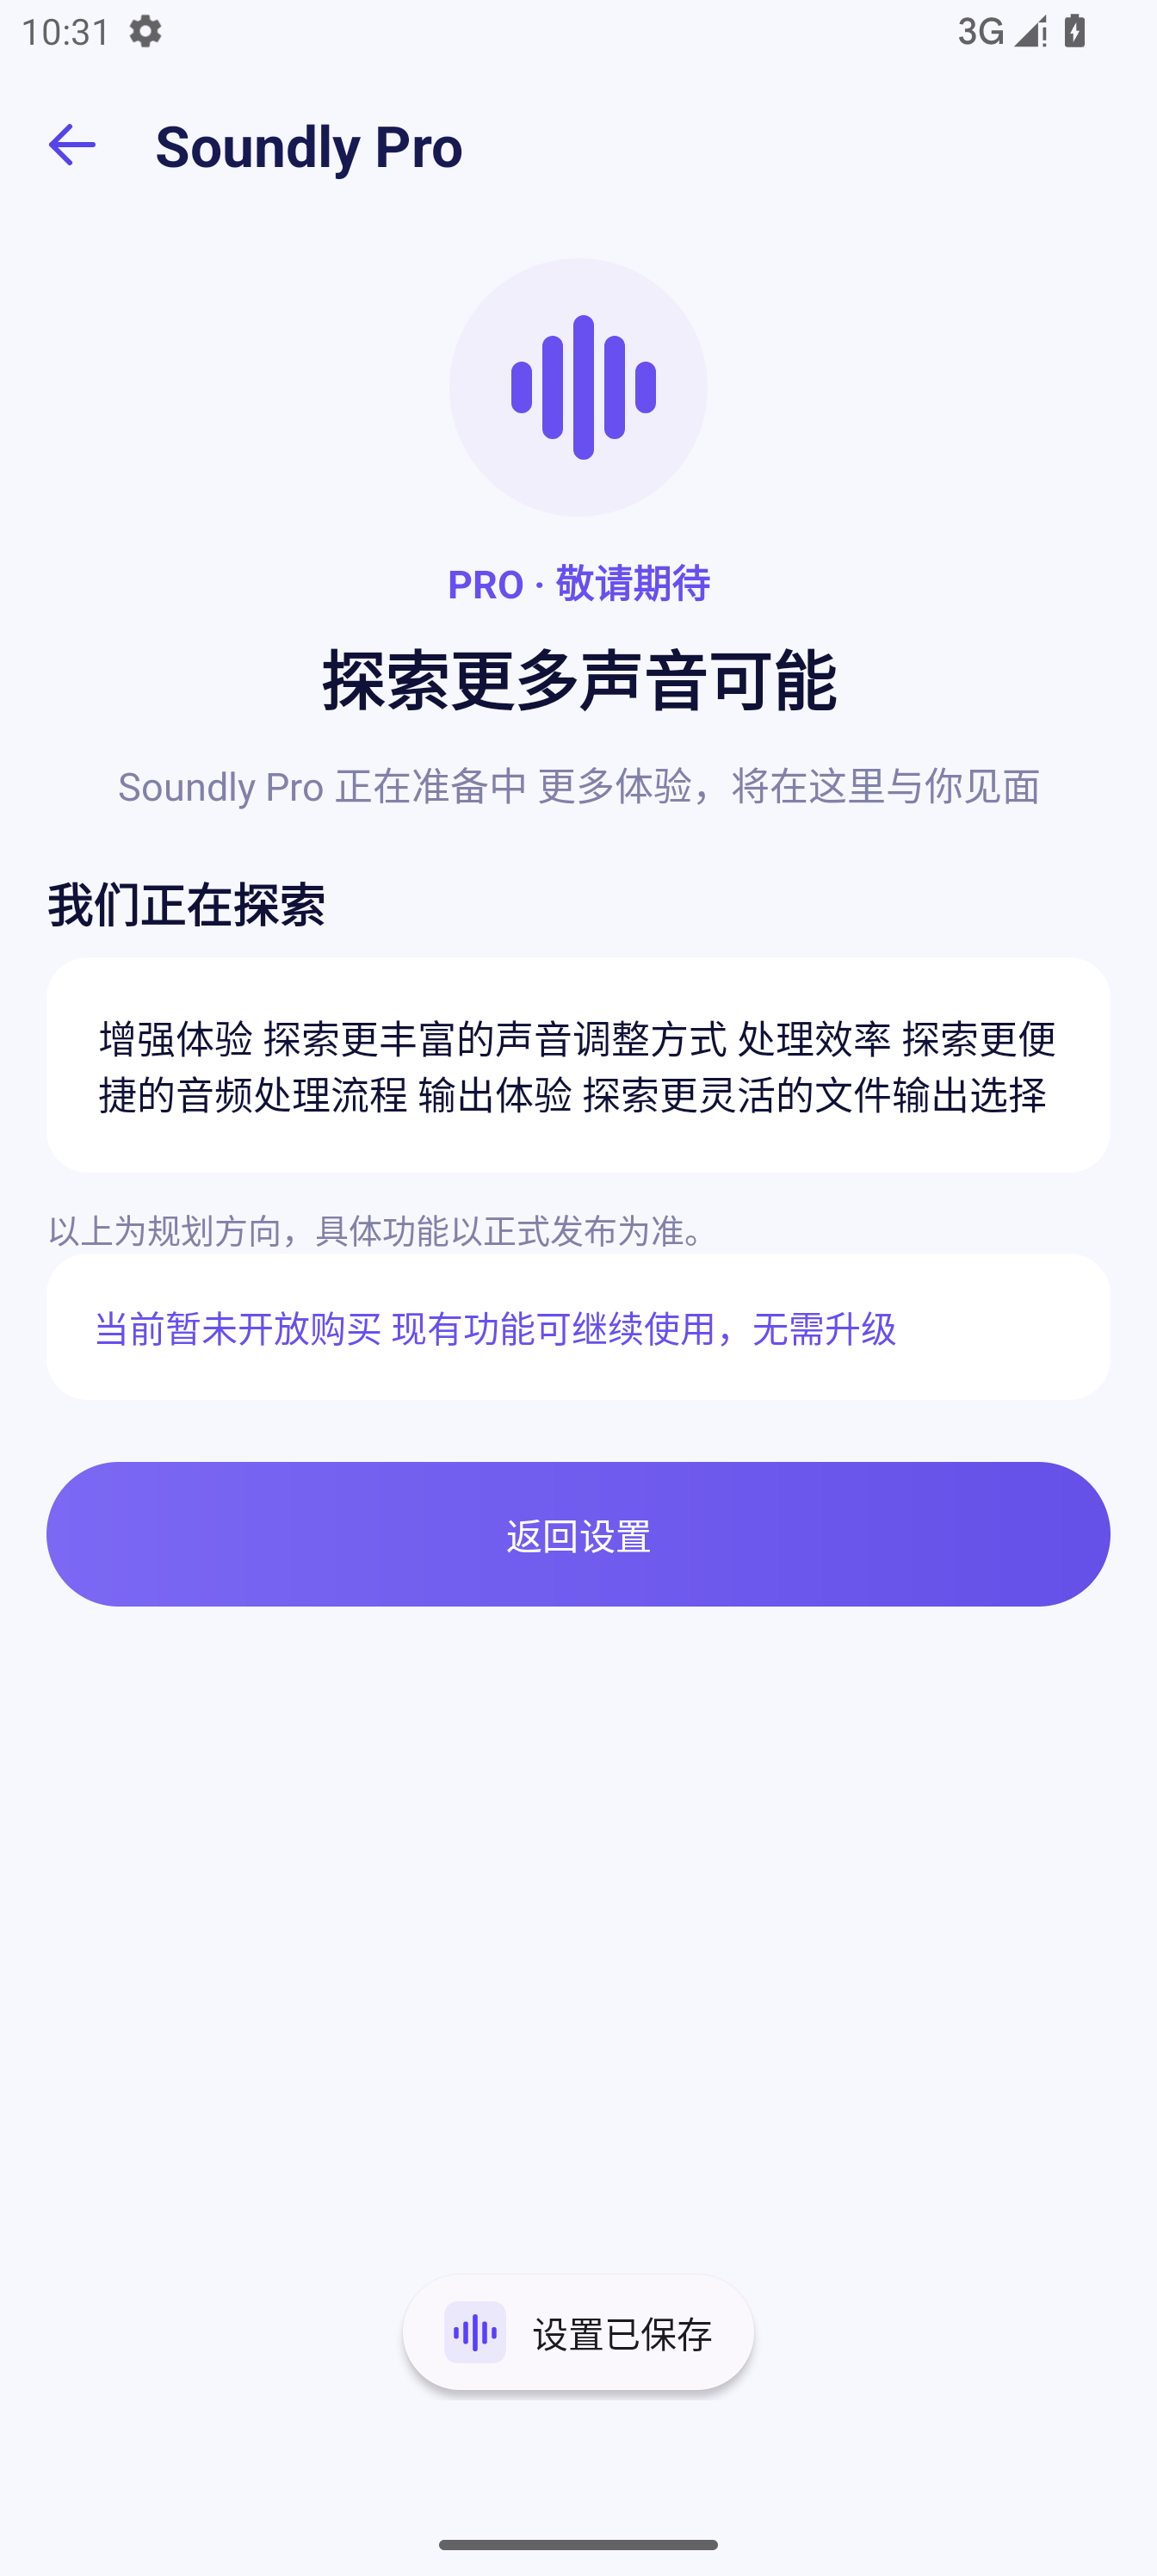 10:31
3G
Soundly Pro
PRO · 敬请期待
探索更多声音可能
Soundly Pro 正在准备中 更多体验，将在这里与你见面
我们正在探索
增强体验 探索更丰富的声音调整方式 处理效率 探索更便
捷的音频处理流程 输出体验 探索更灵活的文件输出选择
以上为规划方向，具体功能以正式发布为准。
当前暂未开放购买 现有功能可继续使用，无需升级
返回设置
设置已保存